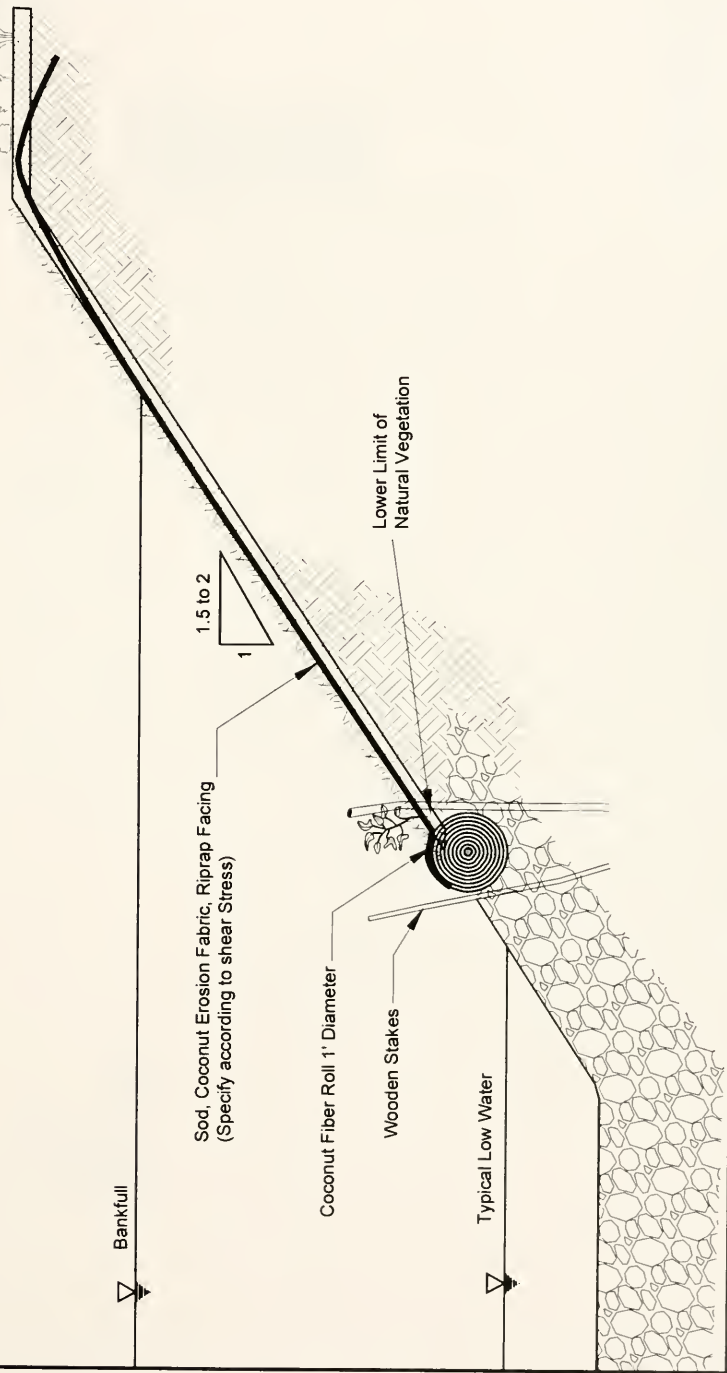 Bankfull
1.5 to 2
1
Sod, Coconut Erosion Fabric, Riprap Facing
(Specify according to shear Stress)
Lower Limit of
Natural Vegetation
Coconut Fiber Roll 1' Diameter
Wooden Stakes
Typical Low Water